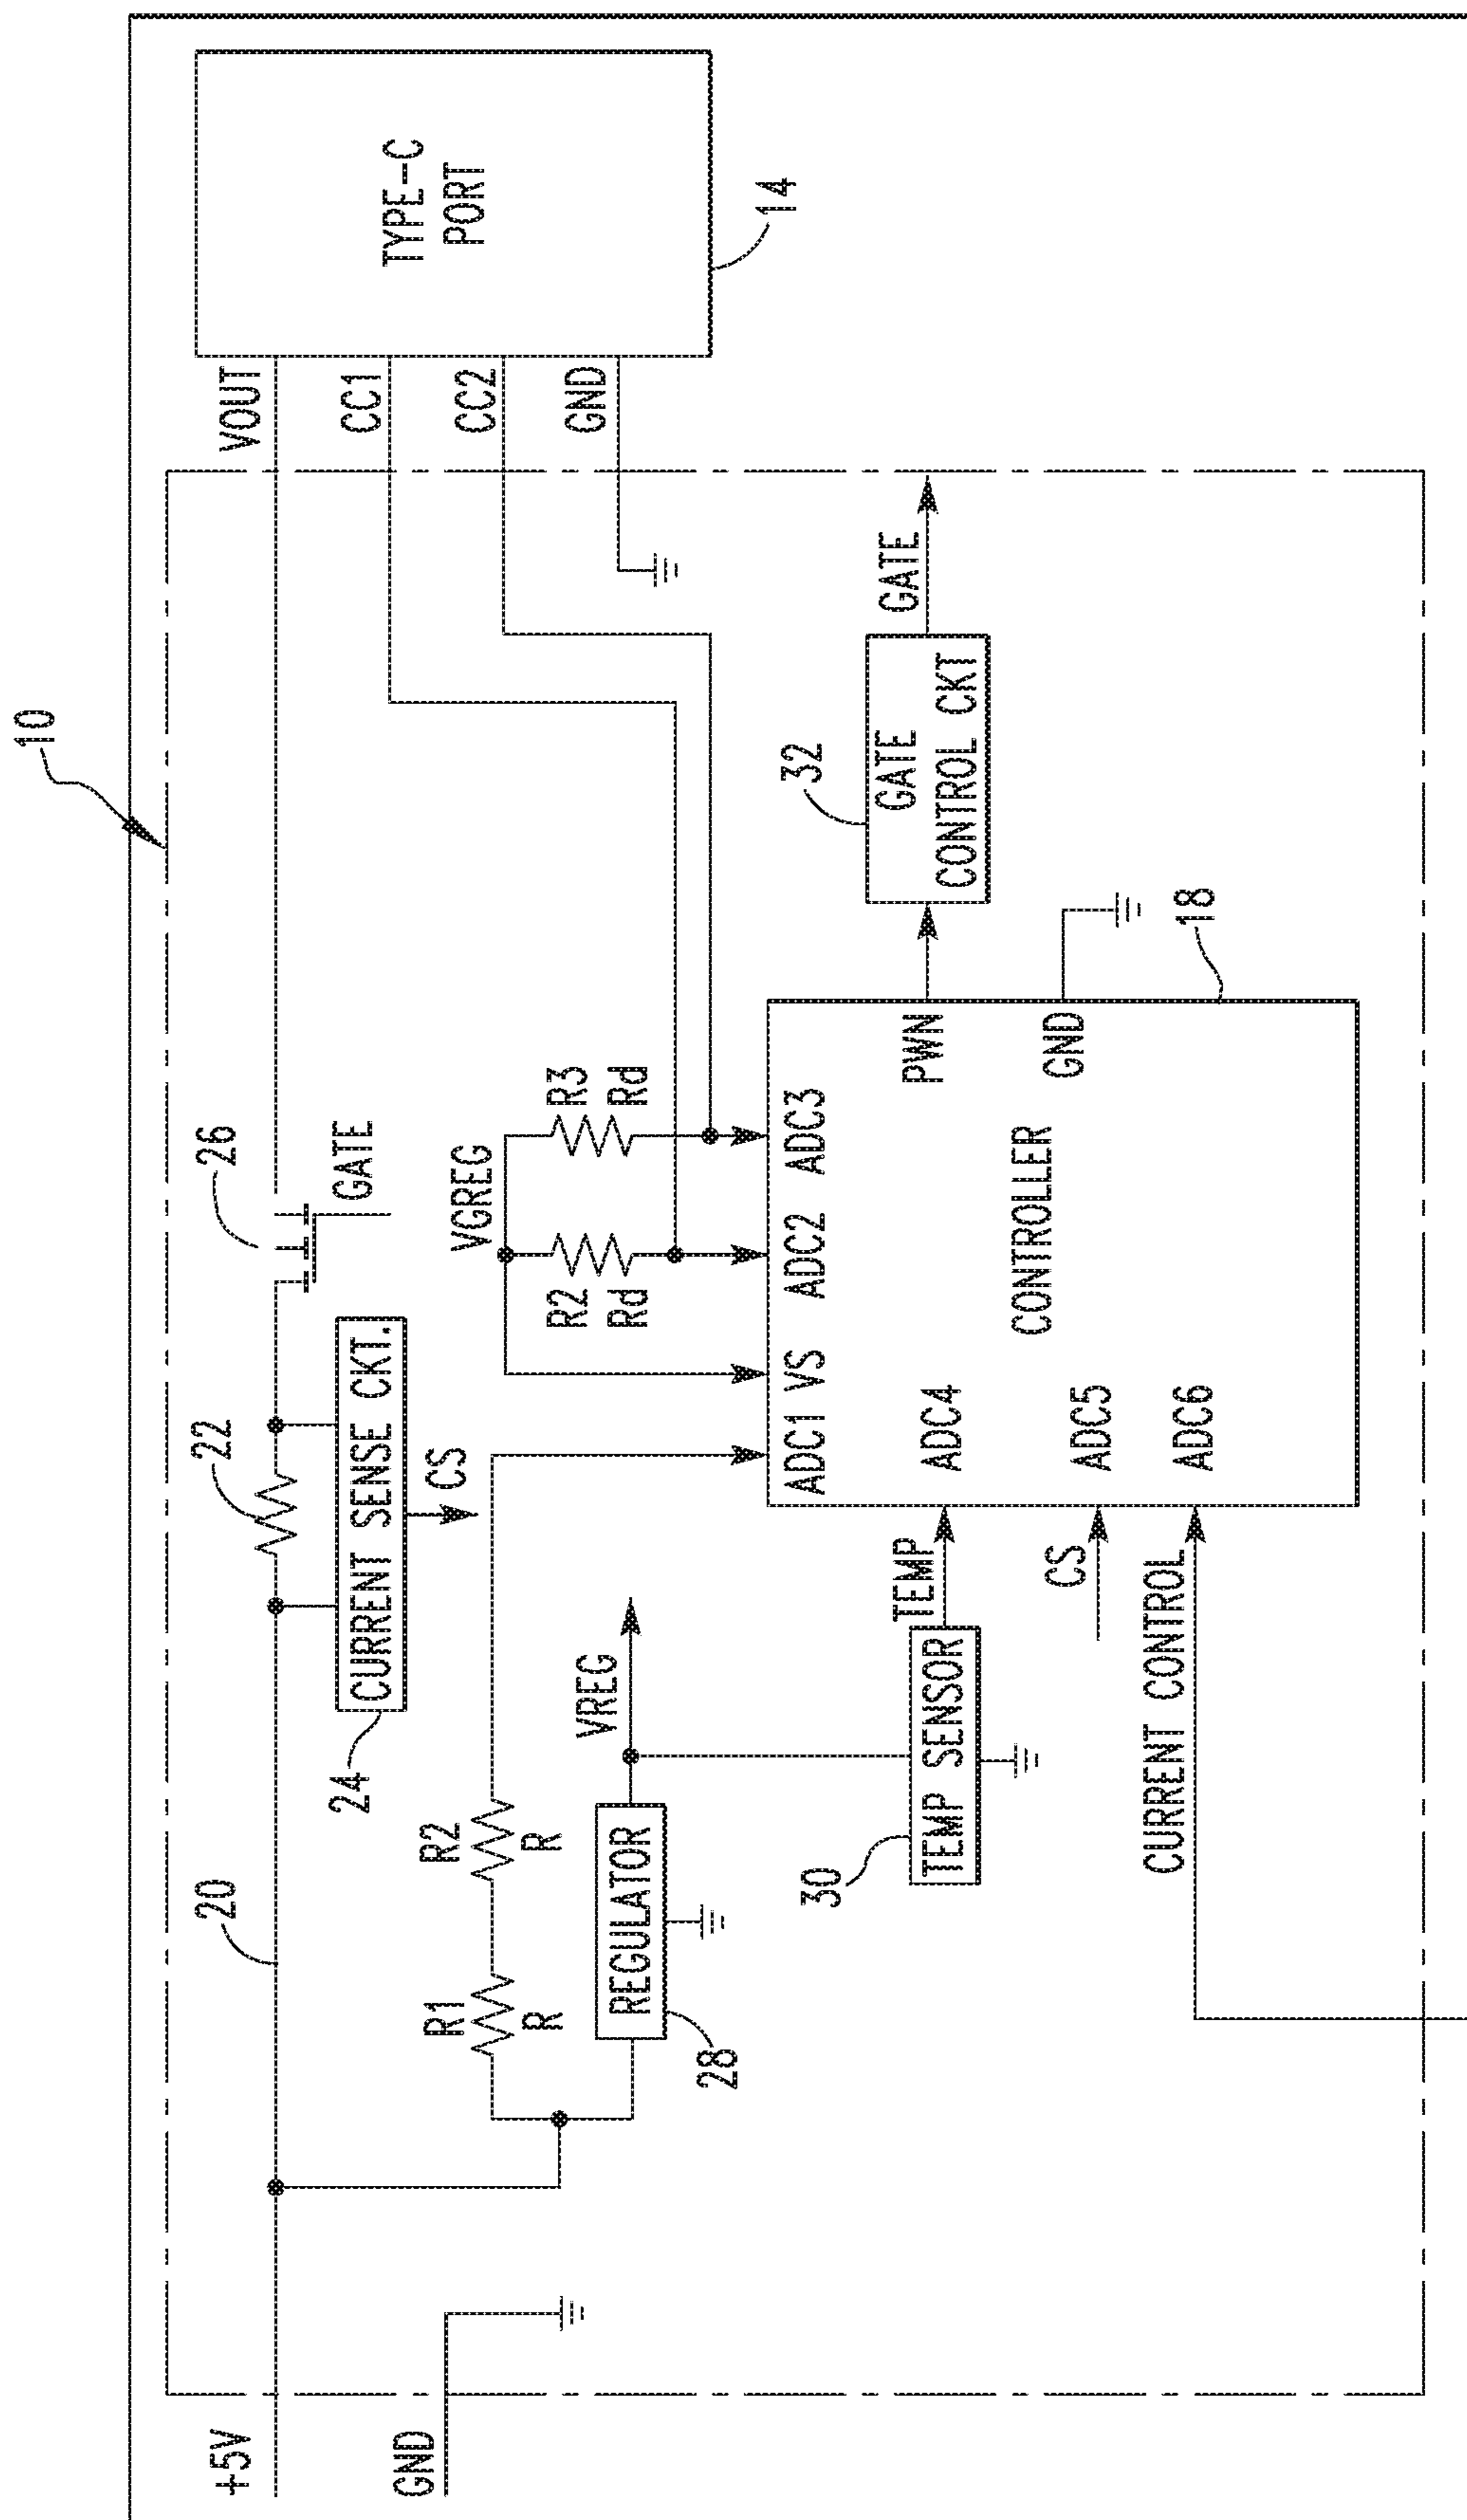 10
+5V
20
22
26
VOUT
TYPE-C
PORT
CC1
CC2
GND
14
GND
24
CURRENT SENSE CKT.
GATE
CS
R1
R
R2
R
VGREG
R2
Rd
R3
Rd
REGULATOR
28
VREG
ADC1
VS
ADC2
ADC3
32
GATE
CONTROL CKT
GATE
30
TEMP SENSOR
TEMP
ADC4
PWN
CONTROLLER
CS
ADC5
GND
CURRENT CONTROL
ADC6
18